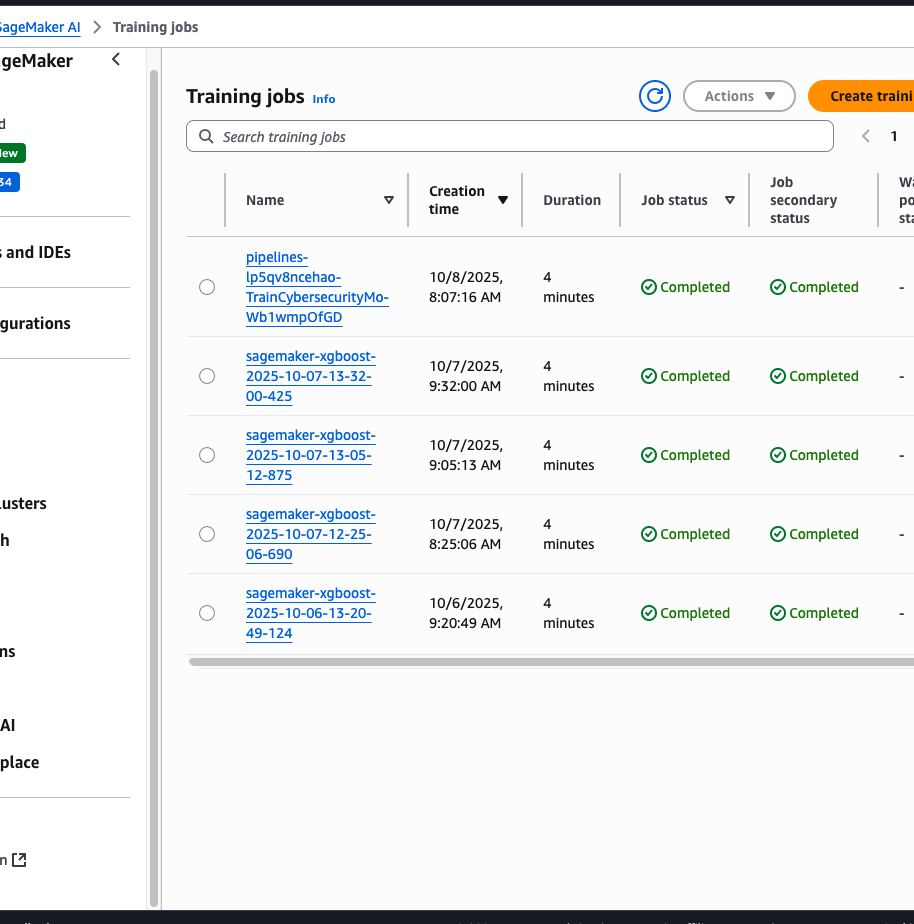 SageMaker AI
Training jobs
geMaker
d
ew
34
s and IDEs
gurations
usters
h
ns
AI
place
n
Training jobs Info
Actions
Create traini
Search training jobs
1
Name
Creation
time
Duration
Job status
Job
secondary
status
Wa
po
sta
pipelines-
lp5qv8ncehao-
TrainCybersecurityMo-
Wb1wmpOfGD
10/8/2025,
8:07:16 AM
4
minutes
Completed
Completed
-
sagemaker-xgboost-
2025-10-07-13-32-
00-425
10/7/2025,
9:32:00 AM
4
minutes
Completed
Completed
-
sagemaker-xgboost-
2025-10-07-13-05-
12-875
10/7/2025,
9:05:13 AM
4
minutes
Completed
Completed
-
sagemaker-xgboost-
2025-10-07-12-25-
06-690
10/7/2025,
8:25:06 AM
4
minutes
Completed
Completed
-
sagemaker-xgboost-
2025-10-06-13-20-
49-124
10/6/2025,
9:20:49 AM
4
minutes
Completed
Completed
-